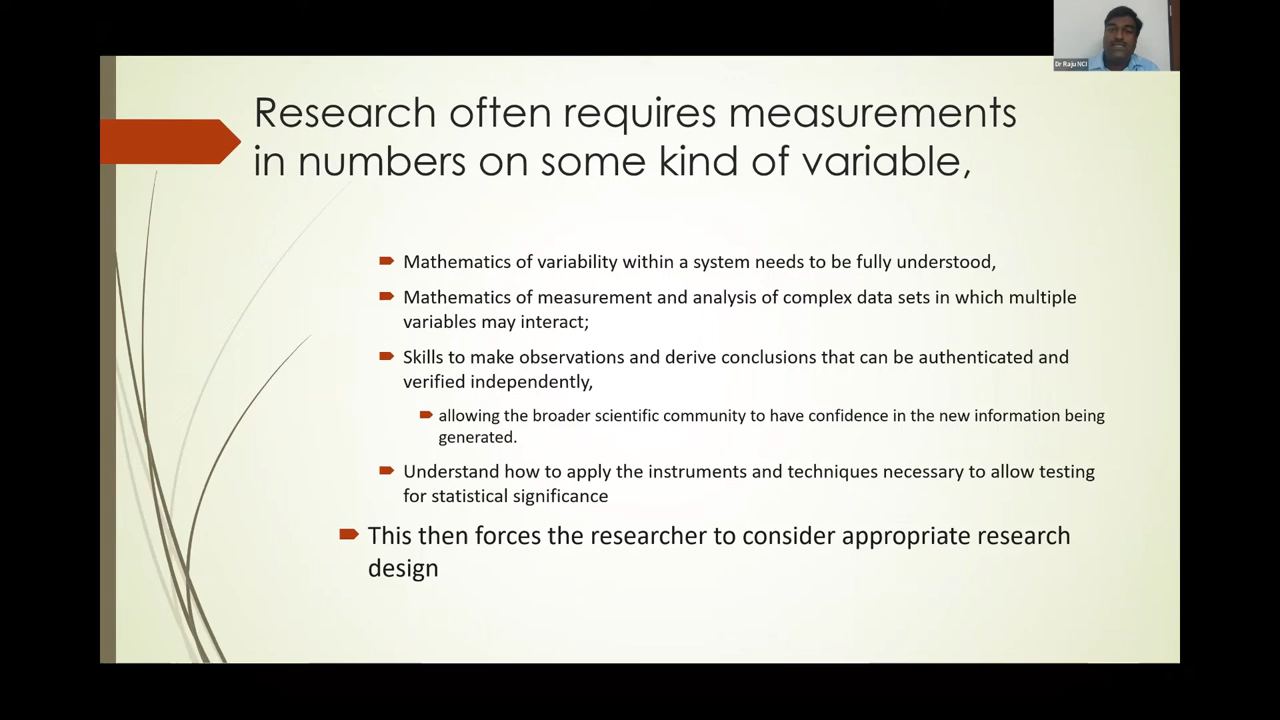 Dr Raju NCI
Research often requires measurements
in numbers on some kind of variable,
Mathematics of variability within a system needs to be fully understood,
Mathematics of measurement and analysis of complex data sets in which multiple
variables may interact;
Skills to make observations and derive conclusions that can be authenticated and
verified independently,
allowing the broader scientific community to have confidence in the new information being
generated.
Understand how to apply the instruments and techniques necessary to allow testing
for statistical significance
This then forces the researcher to consider appropriate research
design